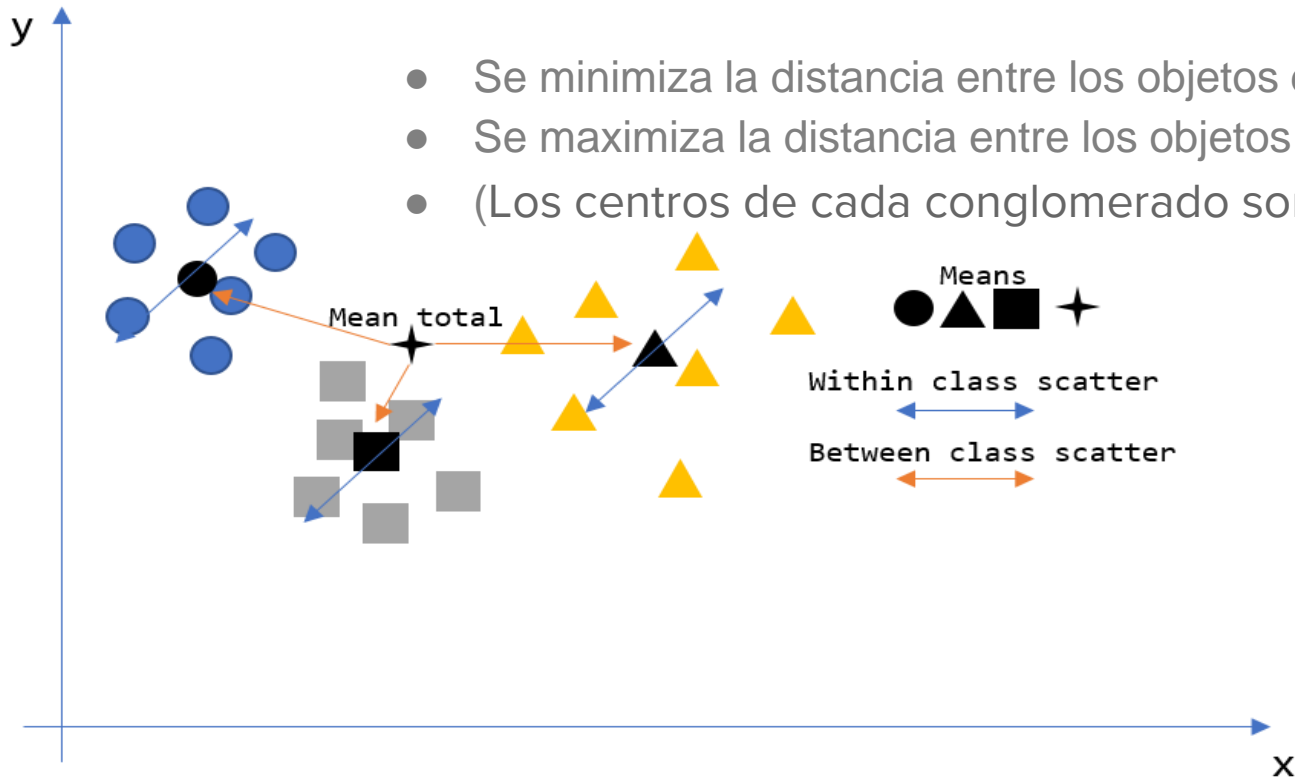 y
● Se minimiza la distancia entre los objetos
● Se maximiza la distancia entre los objetos
● (Los centros de cada conglomerado
Mean total
Means
Within class scatter
Between class scatter
x